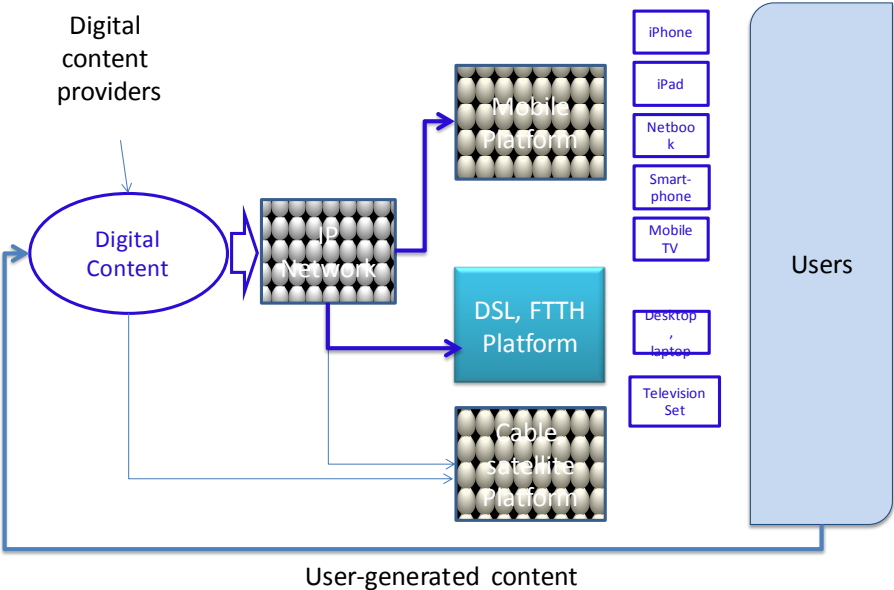 Digital
content
providers
Digital
Content
IP
Network
Mobile
Platform
DSL, FTTH
Platform
Cable
satellite
Platform
iPhone
iPad
Netboo
k
Smart-
phone
Mobile
TV
Desktop
,
laptop
Television
Set
Users
User-generated content